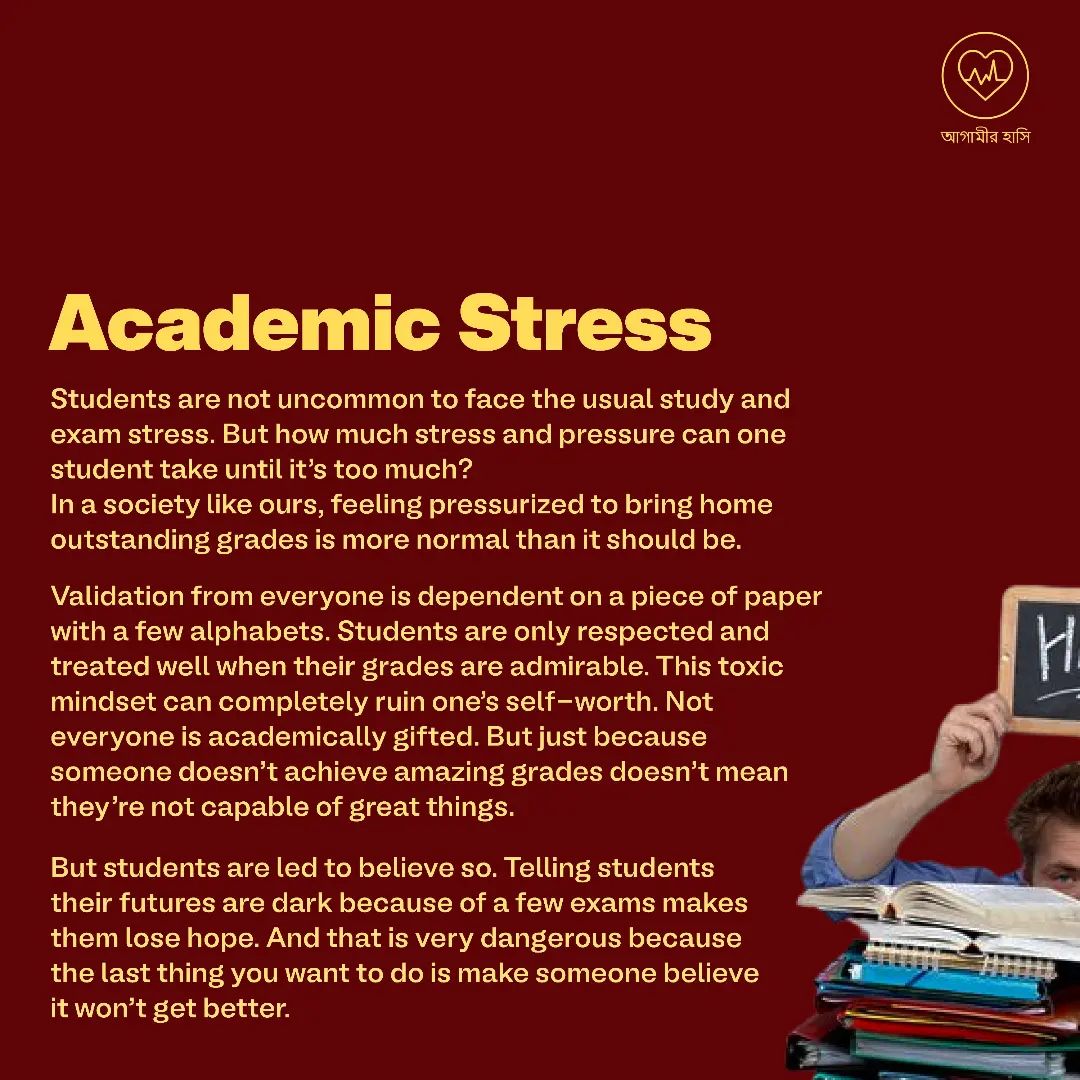 আগামীর হাসি
Academic Stress
Students are not uncommon to face the usual study and
exam stress. But how much stress and pressure can one
student take until it's too much?
In a society like ours, feeling pressurized to bring home
outstanding grades is more normal than it should be.
Validation from everyone is dependent on a piece of paper
with a few alphabets. Students are only respected and
treated well when their grades are admirable. This toxic
mindset can completely ruin one's self–worth. Not
everyone is academically gifted. But just because
someone doesn't achieve amazing grades doesn't mean
they're not capable of great things.
But students are led to believe so. Telling students
their futures are dark because of a few exams makes
them lose hope. And that is very dangerous because
the last thing you want to do is make someone believe
it won't get better.